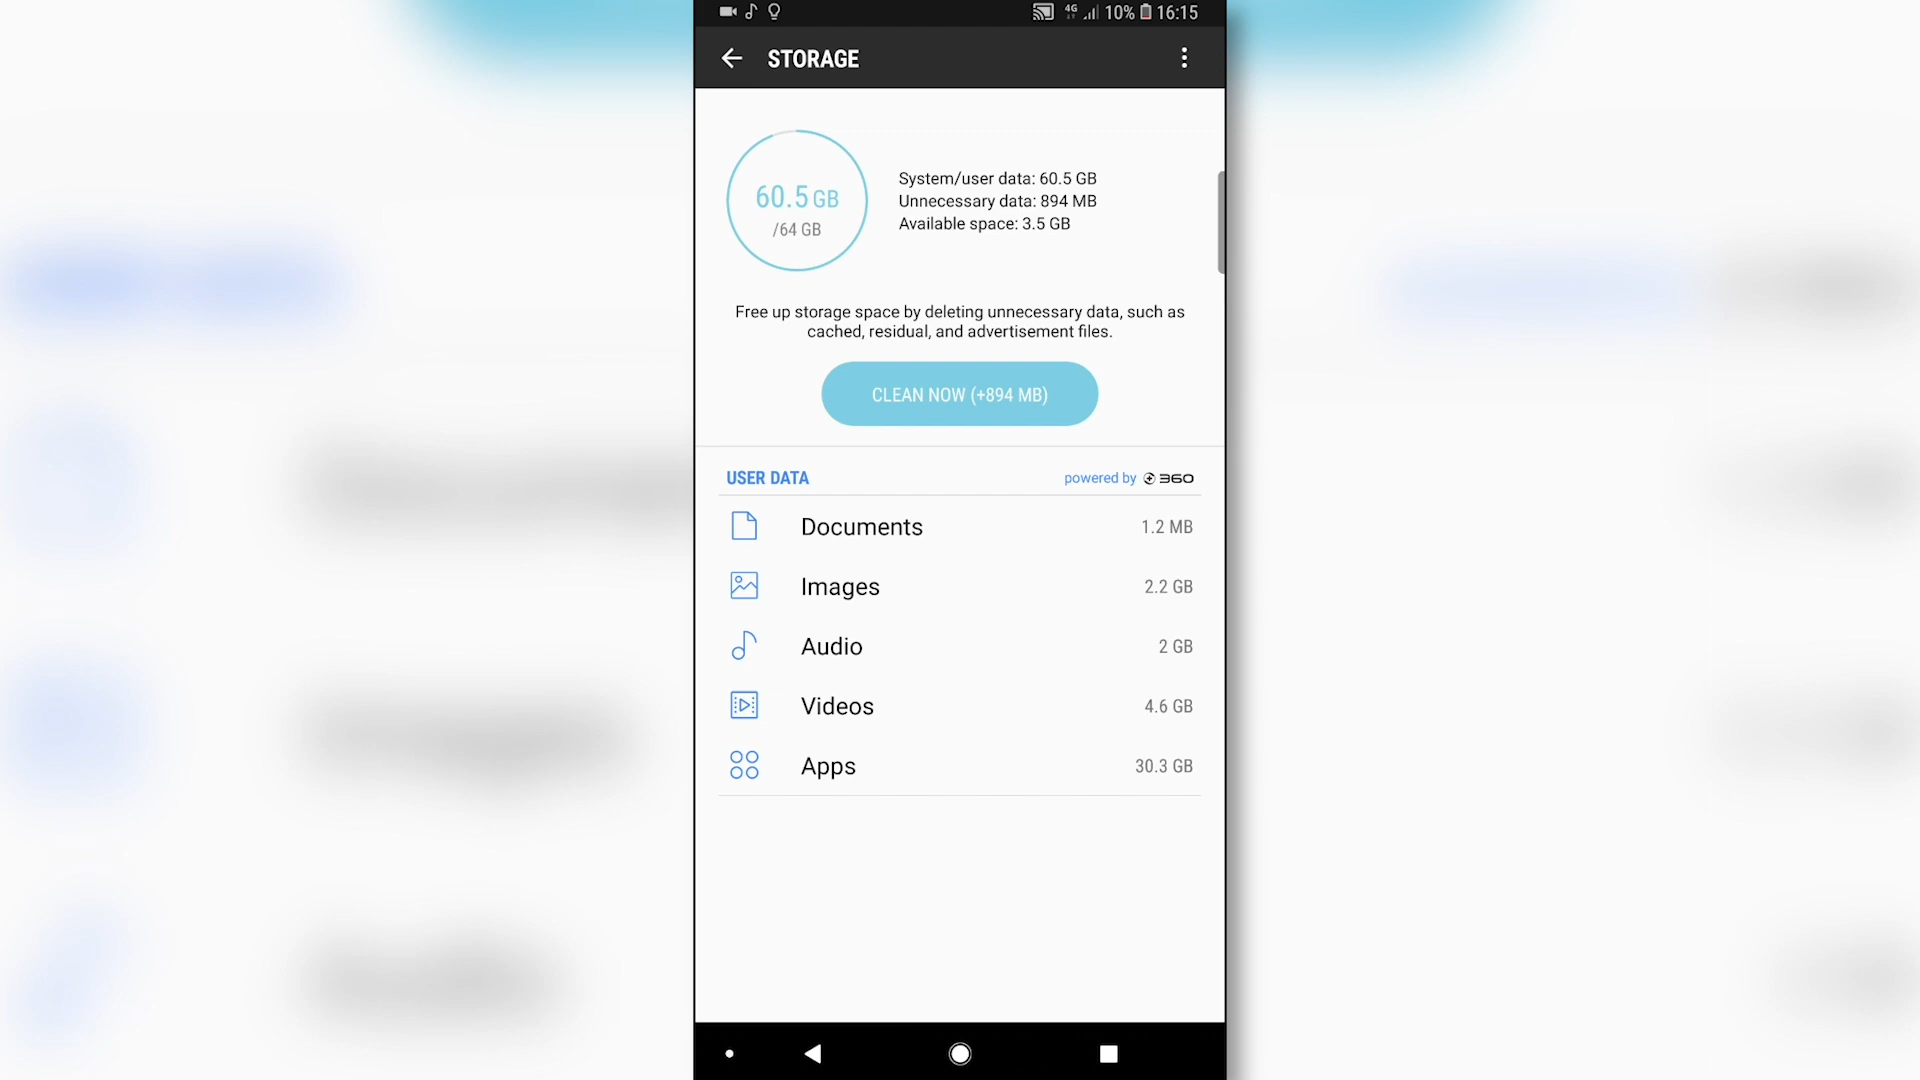 4G 10% 16:15
STORAGE
60.5 GB
/64 GB
System/user data: 60.5 GB
Unnecessary data: 894 MB
Available space: 3.5 GB
Free up storage space by deleting unnecessary data, such as
cached, residual, and advertisement files.
CLEAN NOW (+894 MB)
USER DATA powered by 360
Documents 1.2 MB
Images 2.2 GB
Audio 2 GB
Videos 4.6 GB
Apps 30.3 GB